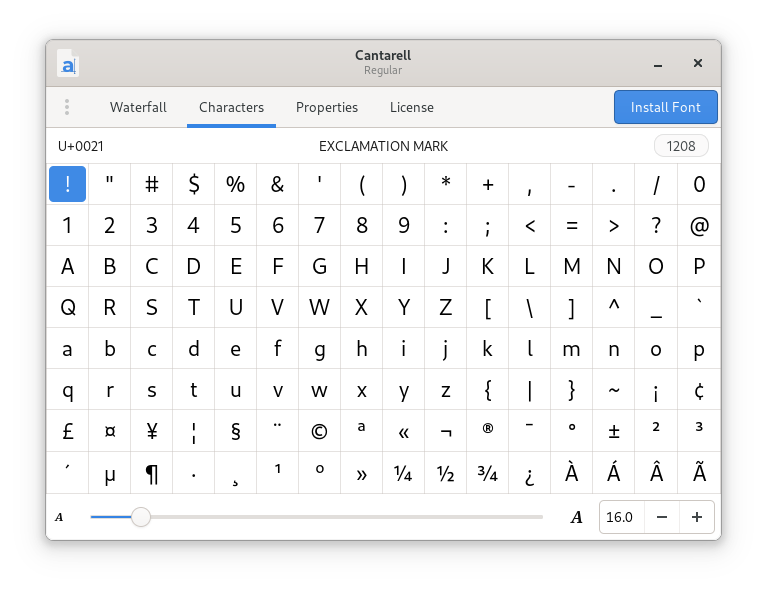 Cantarell
Regular
Waterfall Characters Properties License Install Font
U+0021 EXCLAMATION MARK 1208
! " # $ % & ' ( ) * + , - . / 0
1 2 3 4 5 6 7 8 9 : ; < = > ? @
A B C D E F G H I J K L M N O P
Q R S T U V W X Y Z [ \ ] ^ _ `
a b c d e f g h i j k l m n o p
q r s t u v w x y z { | } ~ ¡ ¢
£ ¤ ¥ ¦ § ¨ © ª « ¬ ® ¯ ° ± ² ³
´ µ ¶ · ¸ ¹ º » ¼ ½ ¾ ¿ À Á Â Ã
A A 16.0 − +